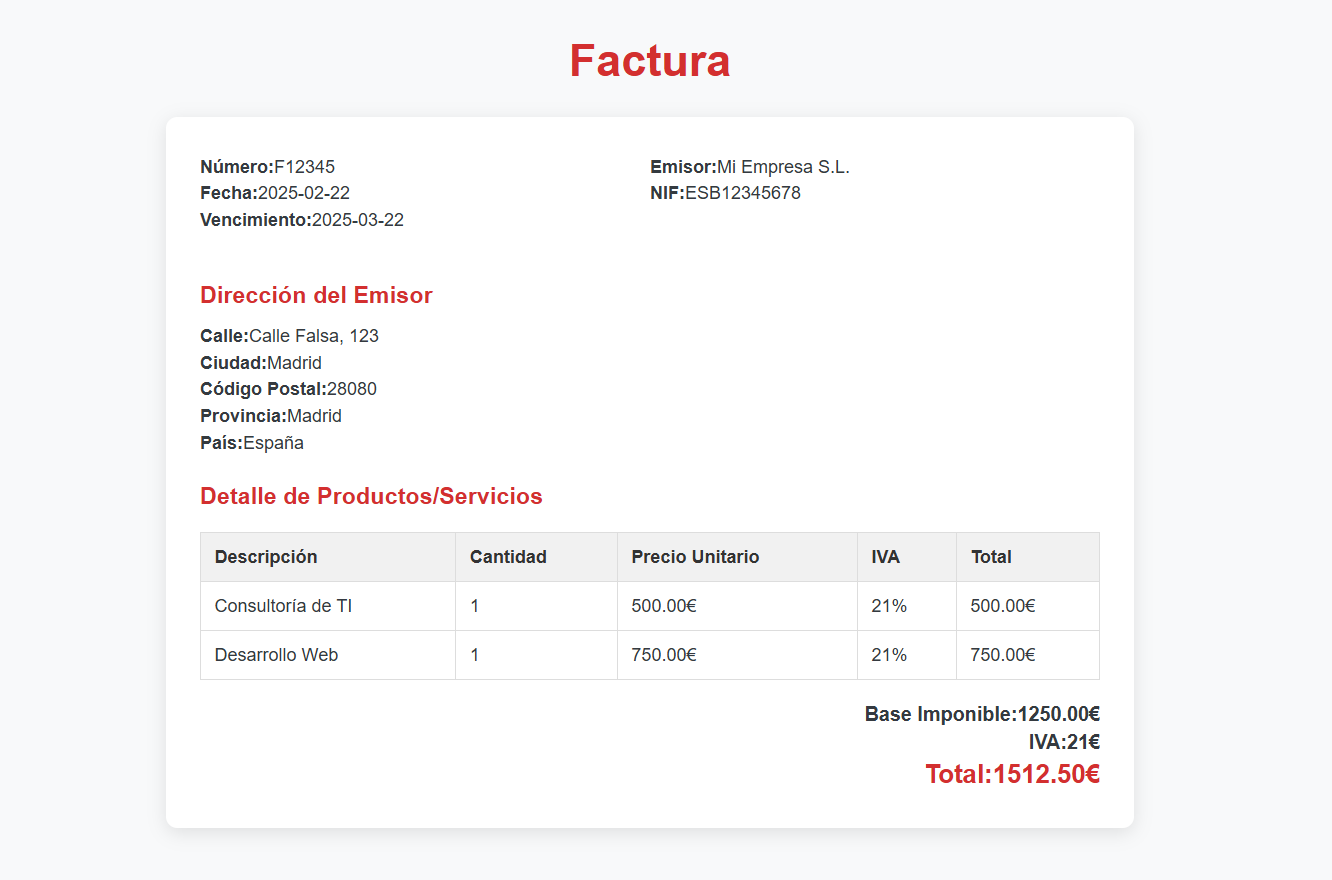 Factura
Número:F12345
Fecha:2025-02-22
Vencimiento:2025-03-22
Emisor:Mi Empresa S.L.
NIF:ESB12345678
Dirección del Emisor
Calle:Calle Falsa, 123
Ciudad:Madrid
Código Postal:28080
Provincia:Madrid
País:España
Detalle de Productos/Servicios
Descripción Cantidad Precio Unitario IVA Total
Consultoría de TI 1 500.00€ 21% 500.00€
Desarrollo Web 1 750.00€ 21% 750.00€
Base Imponible:1250.00€
IVA:21€
Total:1512.50€